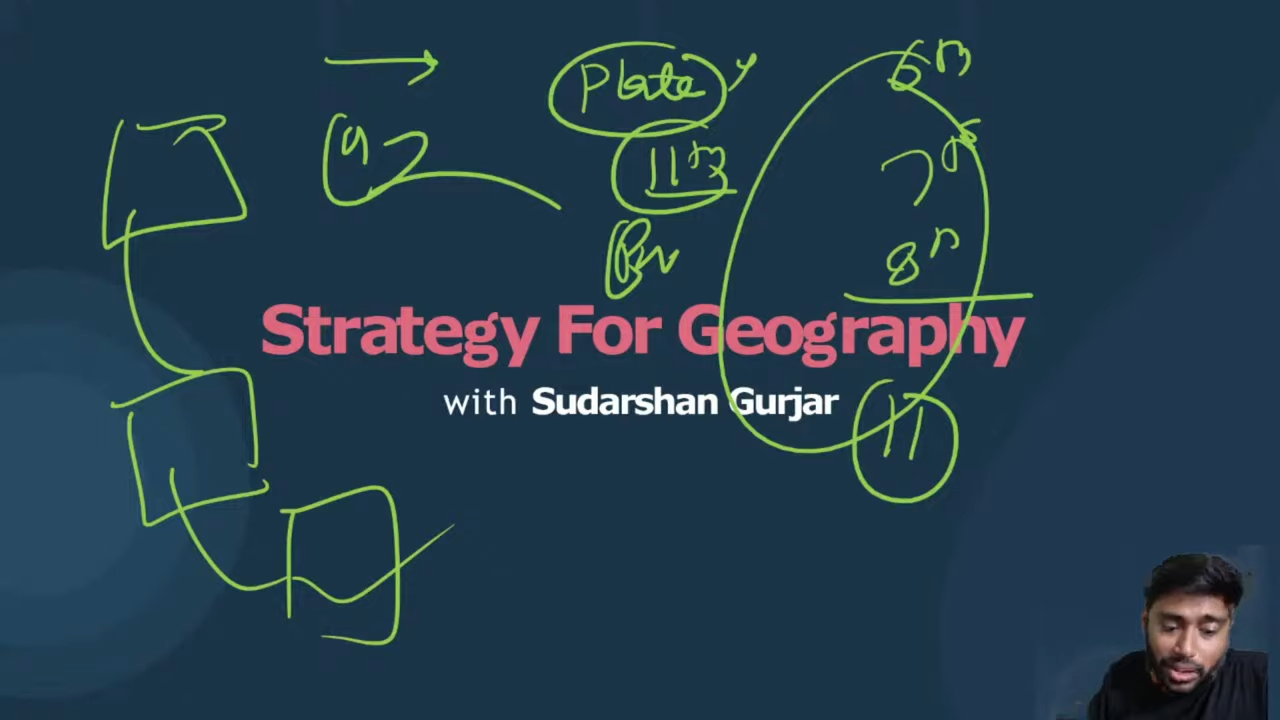 Plate
6th
11th
7th
8th
Strategy For Geography
with Sudarshan Gurjar
11